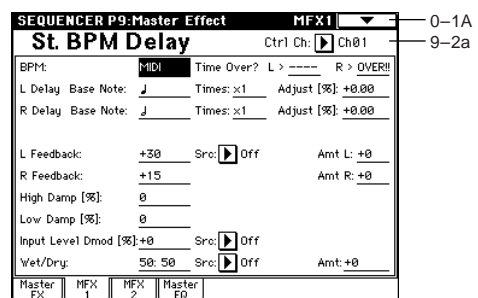 SEQUENCER P9:Master Effect MFX1
0–1A
St. BPM Delay Ctrl Ch: Ch01
9–2a
BPM: MIDI Time Over? L > ---- R > OVER!!
L Delay Base Note: ♩ Times: x1 Adjust [%]: +0.00
R Delay Base Note: ♩ Times: x1 Adjust [%]: +0.00
L Feedback: +30 Src: Off Amt L: +0
R Feedback: +15 Amt R: +0
High Damp [%]: 0
Low Damp [%]: 0
Input Level Dmod [%]: +0 Src: Off
Wet/Dry: 50: 50 Src: Off Amt: +0
Master FX MFX 1 MFX 2 Master EQ